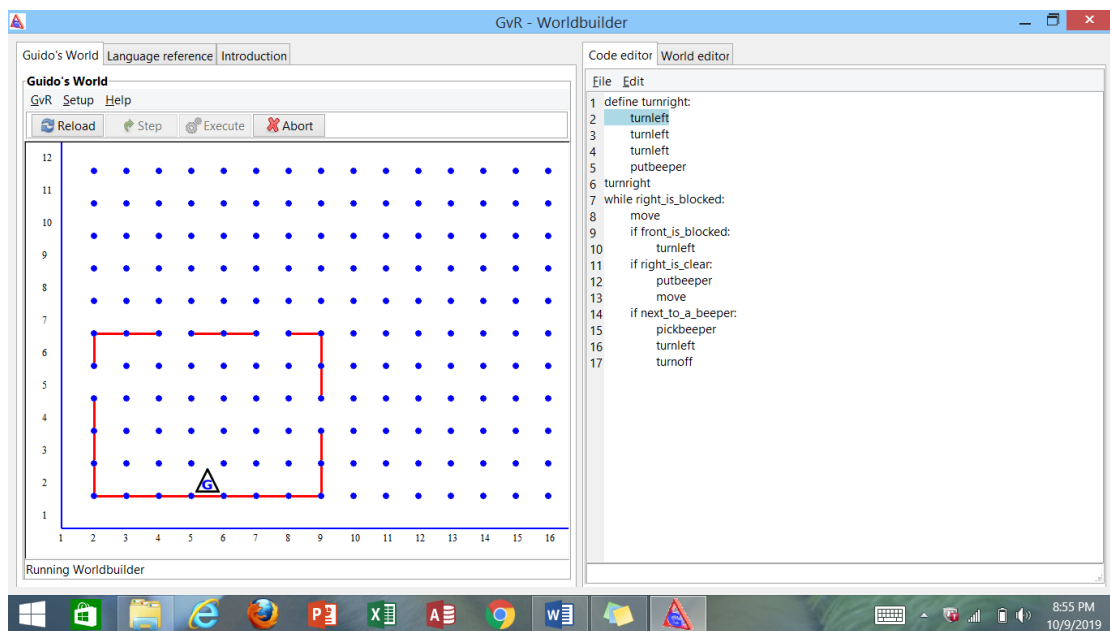 GvR - Worldbuilder
Guido's World Language reference Introduction
Guido's World
GvR Setup Help
Reload Step Execute Abort
12
11
10
9
8
7
6
5
4
3
2
1
G
1 2 3 4 5 6 7 8 9 10 11 12 13 14 15 16
Running Worldbuilder
Code editor World editor
File Edit
1 define turnright:
2 turnleft
3 turnleft
4 turnleft
5 putbeeper
6 turnright
7 while right_is_blocked:
8 move
9 if front_is_blocked:
10 turnleft
11 if right_is_clear:
12 putbeeper
13 move
14 if next_to_a_beeper:
15 pickbeeper
16 turnleft
17 turnoff
8:55 PM
10/9/2019